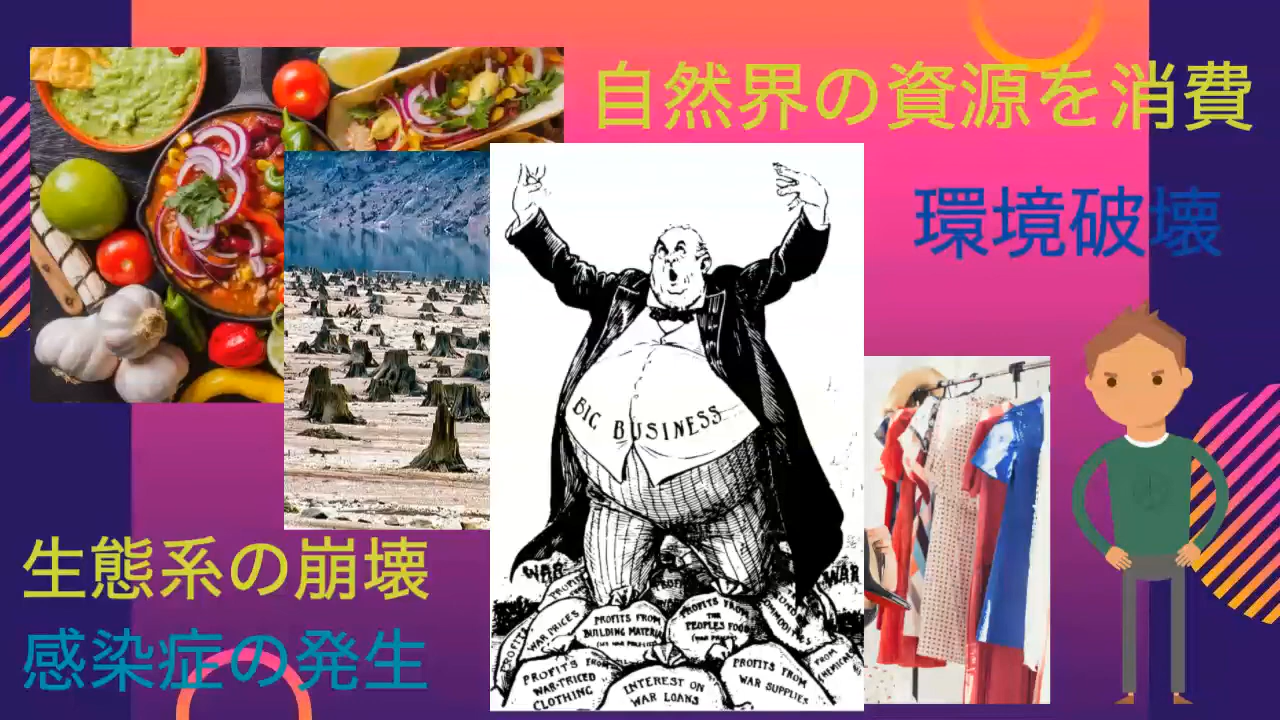 自然界の資源を消費
環境破壊
BIG BUSINESS
WAR
WAR
WAR PRICES
PROFITS FROM
BUILDING MATERIAL
PROFITS FROM
THE
PEOPLES FOOD
PROFITS FROM
WAR-PRICED
CLOTHING
INTEREST ON
WAR LOANS
PROFITS FROM
WAR SUPPLIES
生態系の崩壊
感染症の発生